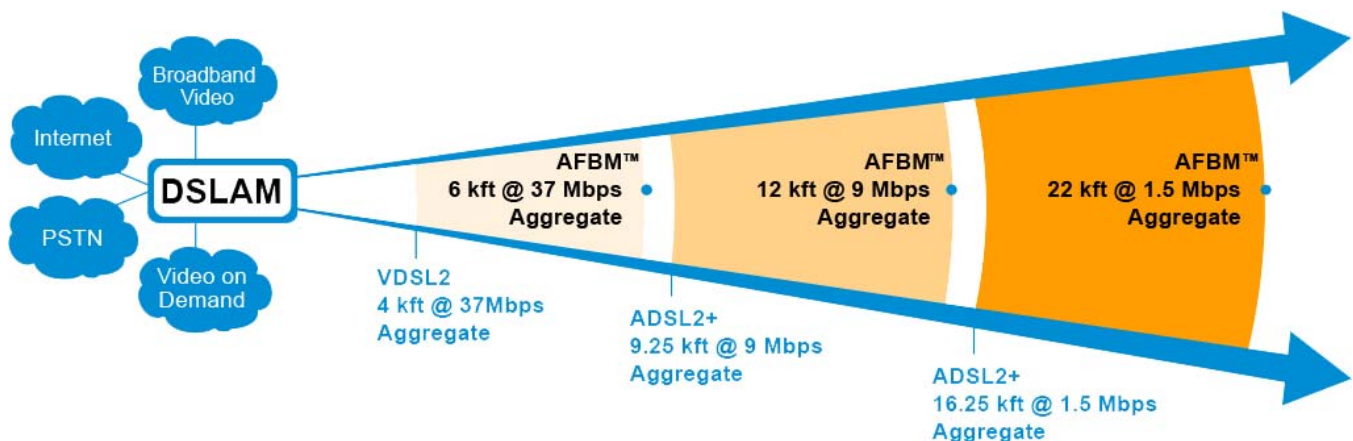 Broadband
Video
Internet
DSLAM
PSTN
Video on
Demand
AFBM™
6 kft @ 37 Mbps
Aggregate
AFBM™
12 kft @ 9 Mbps
Aggregate
AFBM™
22 kft @ 1.5 Mbps
Aggregate
VDSL2
4 kft @ 37Mbps
Aggregate
ADSL2+
9.25 kft @ 9 Mbps
Aggregate
ADSL2+
16.25 kft @ 1.5 Mbps
Aggregate